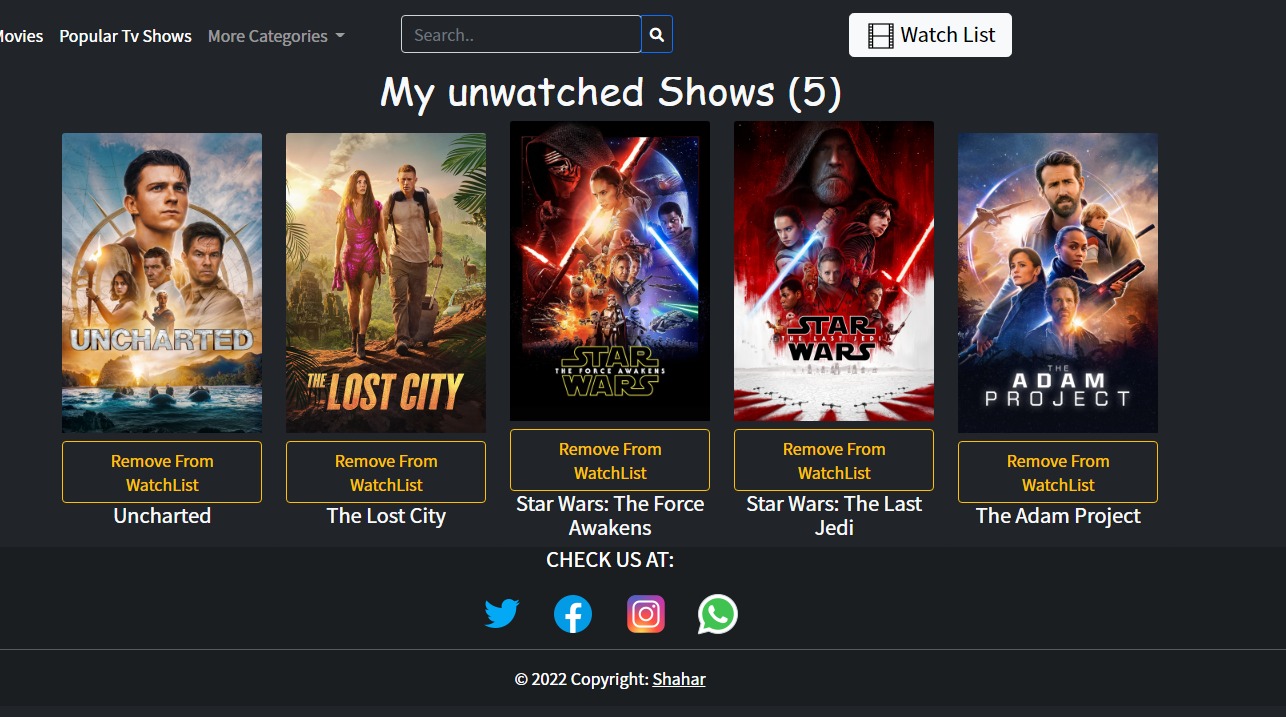 Movies Popular Tv Shows More Categories Search.. Watch List
My unwatched Shows (5)
UNCHARTED
THE LOST CITY
STAR
THE FORCE AWAKENS
WARS
STAR
THE LAST JEDI
WARS
THE
ADAM
PROJECT
Remove From
WatchList
Uncharted
Remove From
WatchList
The Lost City
Remove From
WatchList
Star Wars: The Force
Awakens
Remove From
WatchList
Star Wars: The Last
Jedi
Remove From
WatchList
The Adam Project
CHECK US AT:
© 2022 Copyright: Shahar